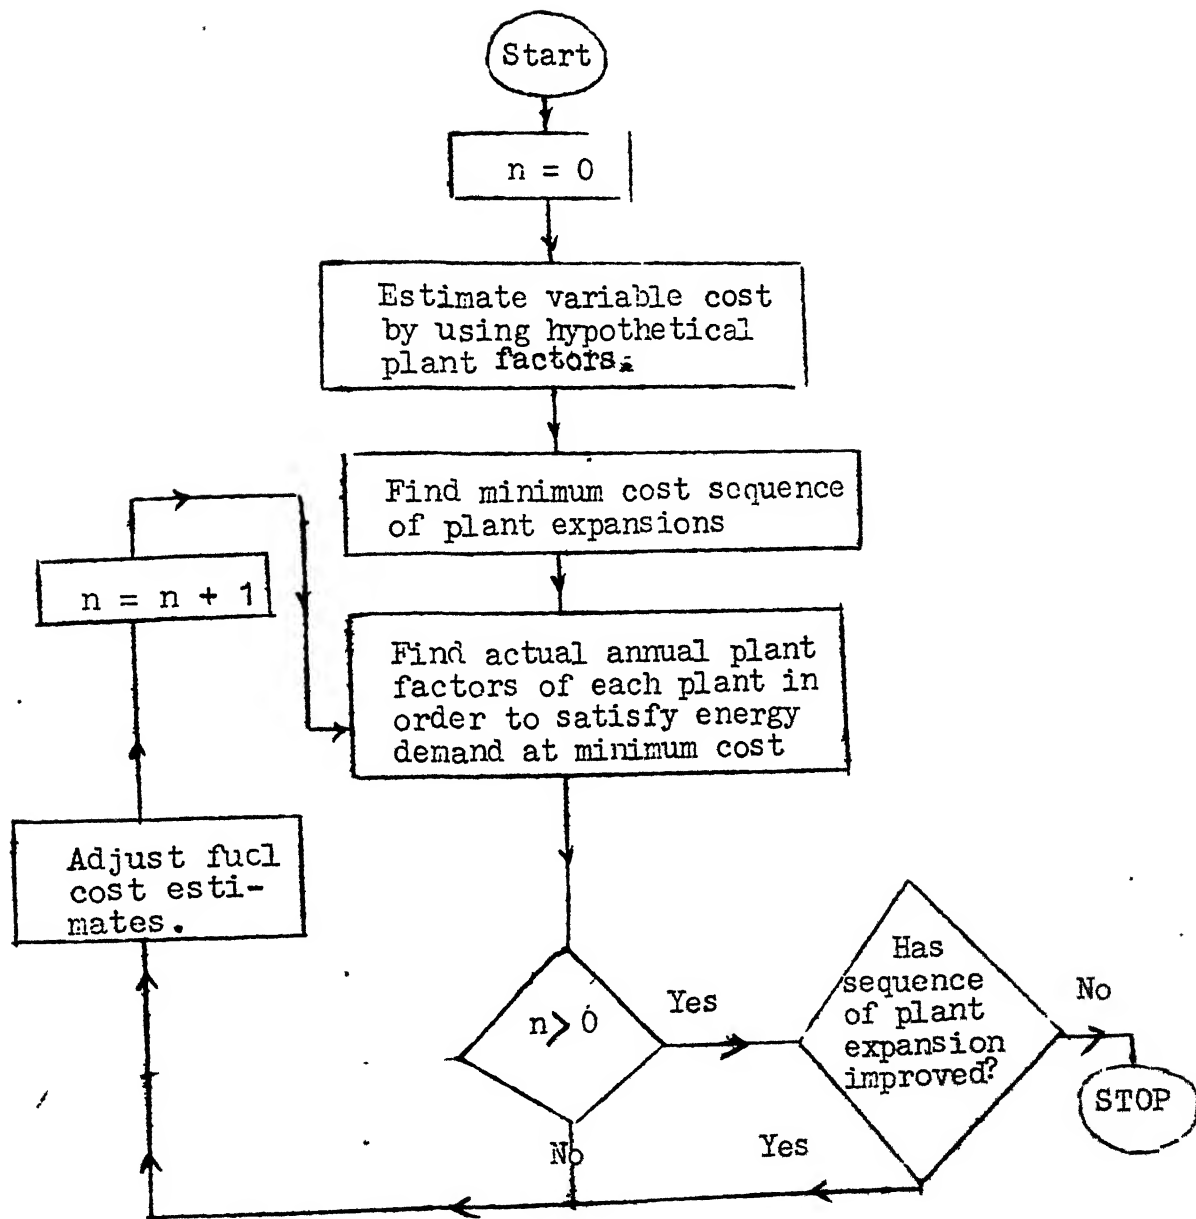 Start
n = 0
Estimate variable cost
by using hypothetical
plant factors.
Find minimum cost sequence
of plant expansions
n = n + 1
Find actual annual plant
factors of each plant in
order to satisfy energy
demand at minimum cost
Adjust fuel
cost esti-
mates.
n > 0
Yes
Has
sequence
of plant
expansion
improved?
No
STOP
No
Yes